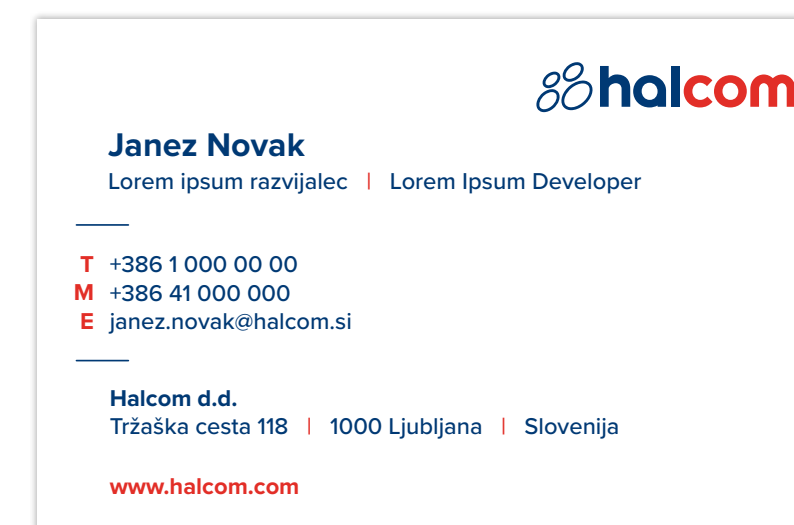 halcom
Janez Novak
Lorem ipsum razvijalec | Lorem Ipsum Developer
T +386 1 000 00 00
M +386 41 000 000
E janez.novak@halcom.si
Halcom d.d.
Tržaška cesta 118 | 1000 Ljubljana | Slovenija
www.halcom.com